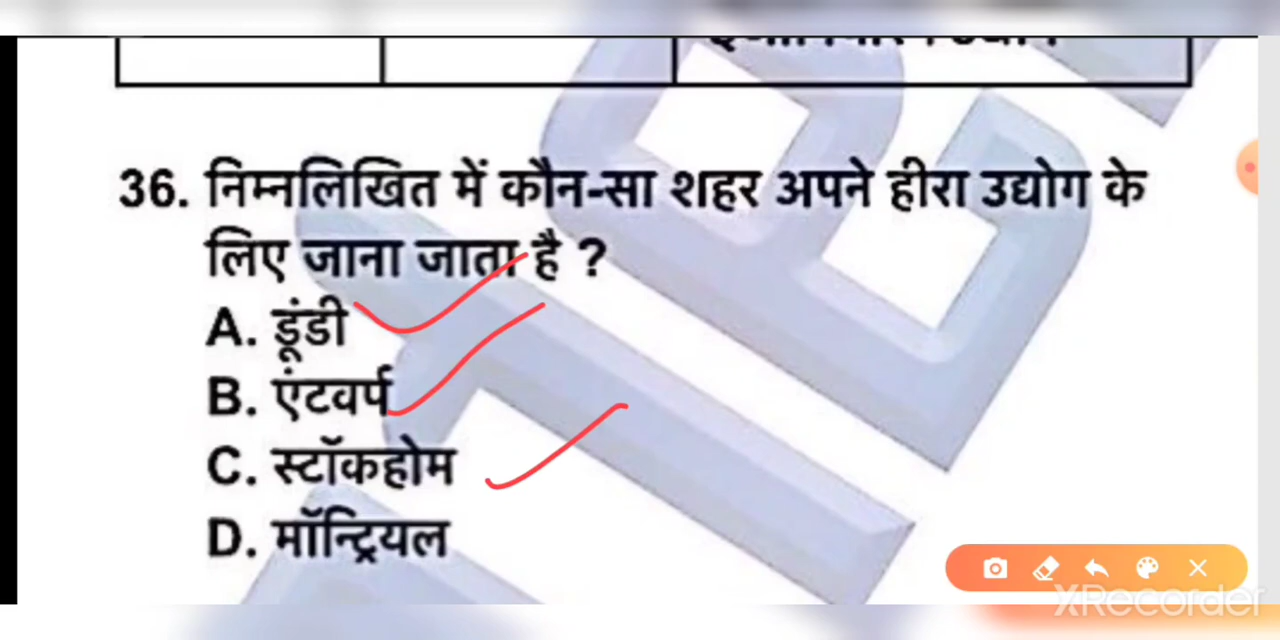 36. निम्नलिखित में कौन-सा शहर अपने हीरा उद्योग के
लिए जाना जाता है ?
A. डूंडी
B. एंटवर्प
C. स्टॉकहोम
D. मॉन्ट्रियल
XRecorder